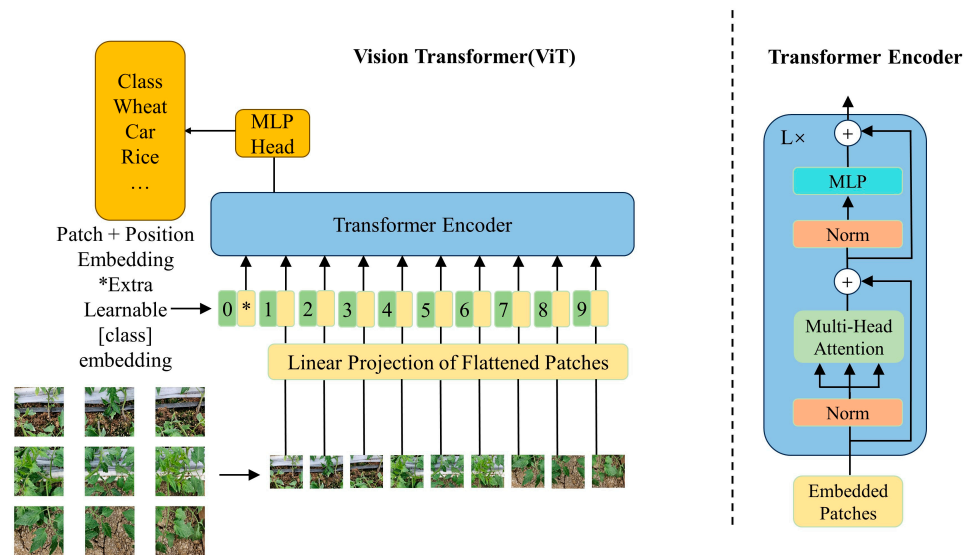 Vision Transformer(ViT)
Class
Wheat
Car
Rice
…
MLP
Head
Transformer Encoder
Patch + Position
Embedding
*Extra
Learnable
[class]
embedding
0 * 1 2 3 4 5 6 7 8 9
Linear Projection of Flattened Patches
Transformer Encoder
L×
+
MLP
Norm
+
Multi-Head
Attention
Norm
Embedded
Patches